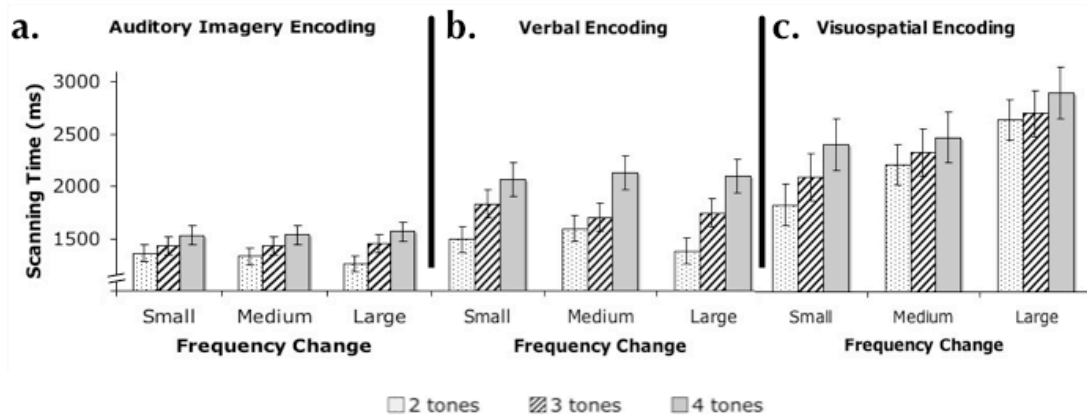 a. Auditory Imagery Encoding
b. Verbal Encoding
c. Visuospatial Encoding
Scanning Time (ms)
3000
2500
2000
1500
Small Medium Large
Frequency Change
Small Medium Large
Frequency Change
Small Medium Large
Frequency Change
2 tones 3 tones 4 tones